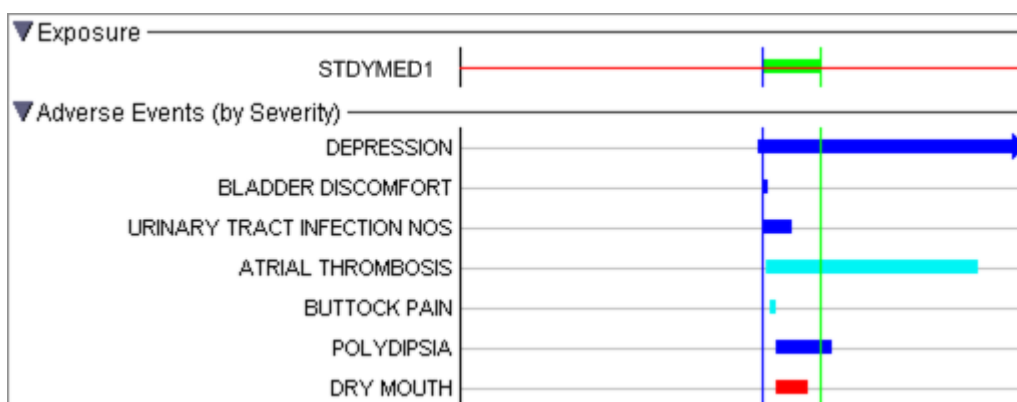 Exposure
STDYMED1
Adverse Events (by Severity)
DEPRESSION
BLADDER DISCOMFORT
URINARY TRACT INFECTION NOS
ATRIAL THROMBOSIS
BUTTOCK PAIN
POLYDIPSIA
DRY MOUTH